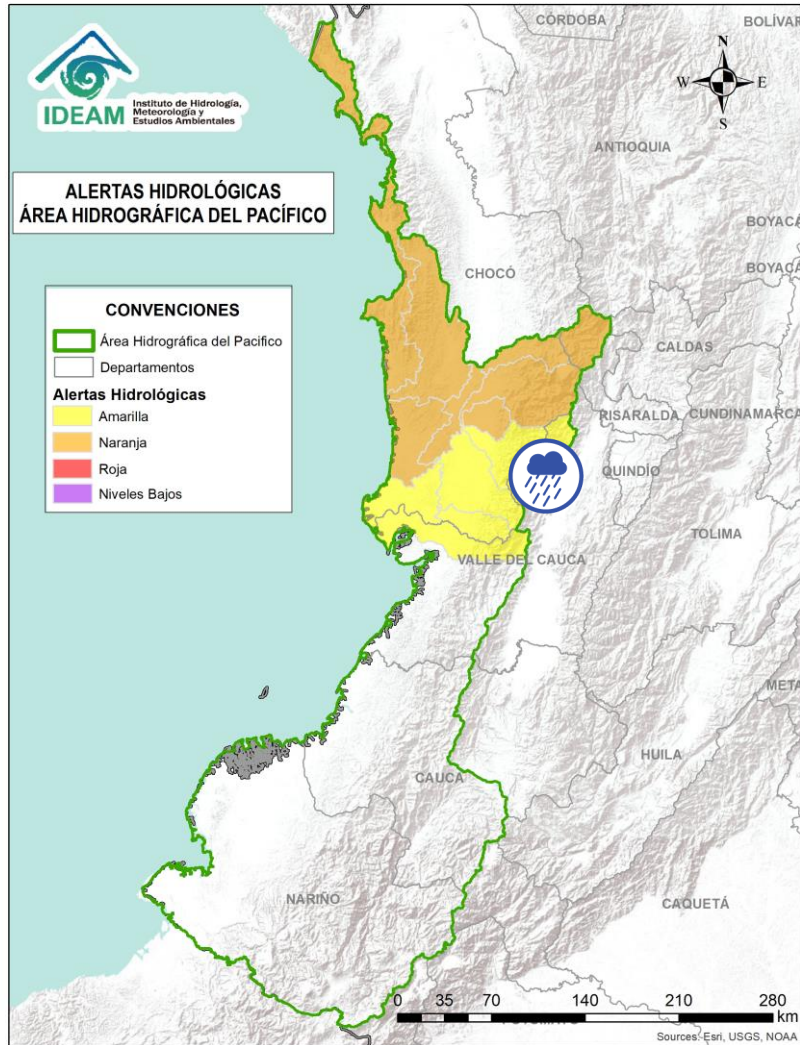 IDEAM
Instituto de Hidrología,
Meteorología y
Estudios Ambientales
ALERTAS HIDROLÓGICAS
ÁREA HIDROGRÁFICA DEL PACÍFICO
CONVENCIONES
Área Hidrográfica del Pacifico
Departamentos
Alertas Hidrológicas
Amarilla
Naranja
Roja
Niveles Bajos
CÓRDOBA
BOLÍVAR
N
W E
S
ANTIOQUIA
BOYACÁ
BOYACÁ
CHOCÓ
CALDAS
RISARALDA
CUNDINAMARCA
QUINDÍO
TOLIMA
VALLE DEL CAUCA
META
HUILA
CAUCA
NARIÑO
CAQUETÁ
0 35 70 140 210 280
km
Sources: Esri, USGS, NOAA